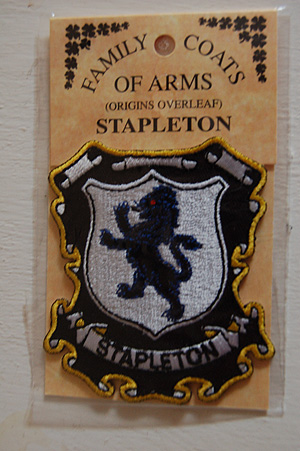 FAMILY COATS
OF ARMS
(ORIGINS OVERLEAF)
STAPLETON
STAPLETON